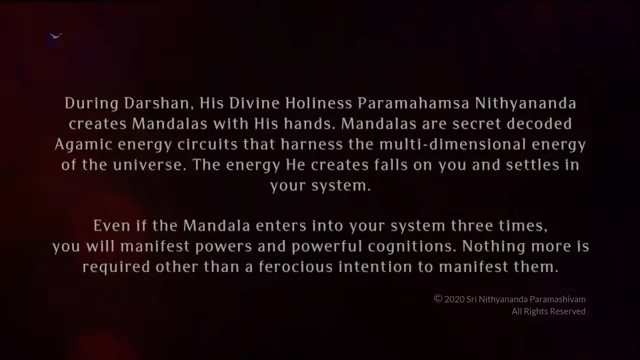 During Darshan, His Divine Holiness Paramahamsa Nithyananda
creates Mandalas with His hands. Mandalas are secret decoded
Agamic energy circuits that harness the multi-dimensional energy
of the universe. The energy He creates falls on you and settles in
your system.
Even if the Mandala enters into your system three times,
you will manifest powers and powerful cognitions. Nothing more is
required other than a ferocious intention to manifest them.
© 2020 Sri Nithyananda Paramashivam
All Rights Reserved